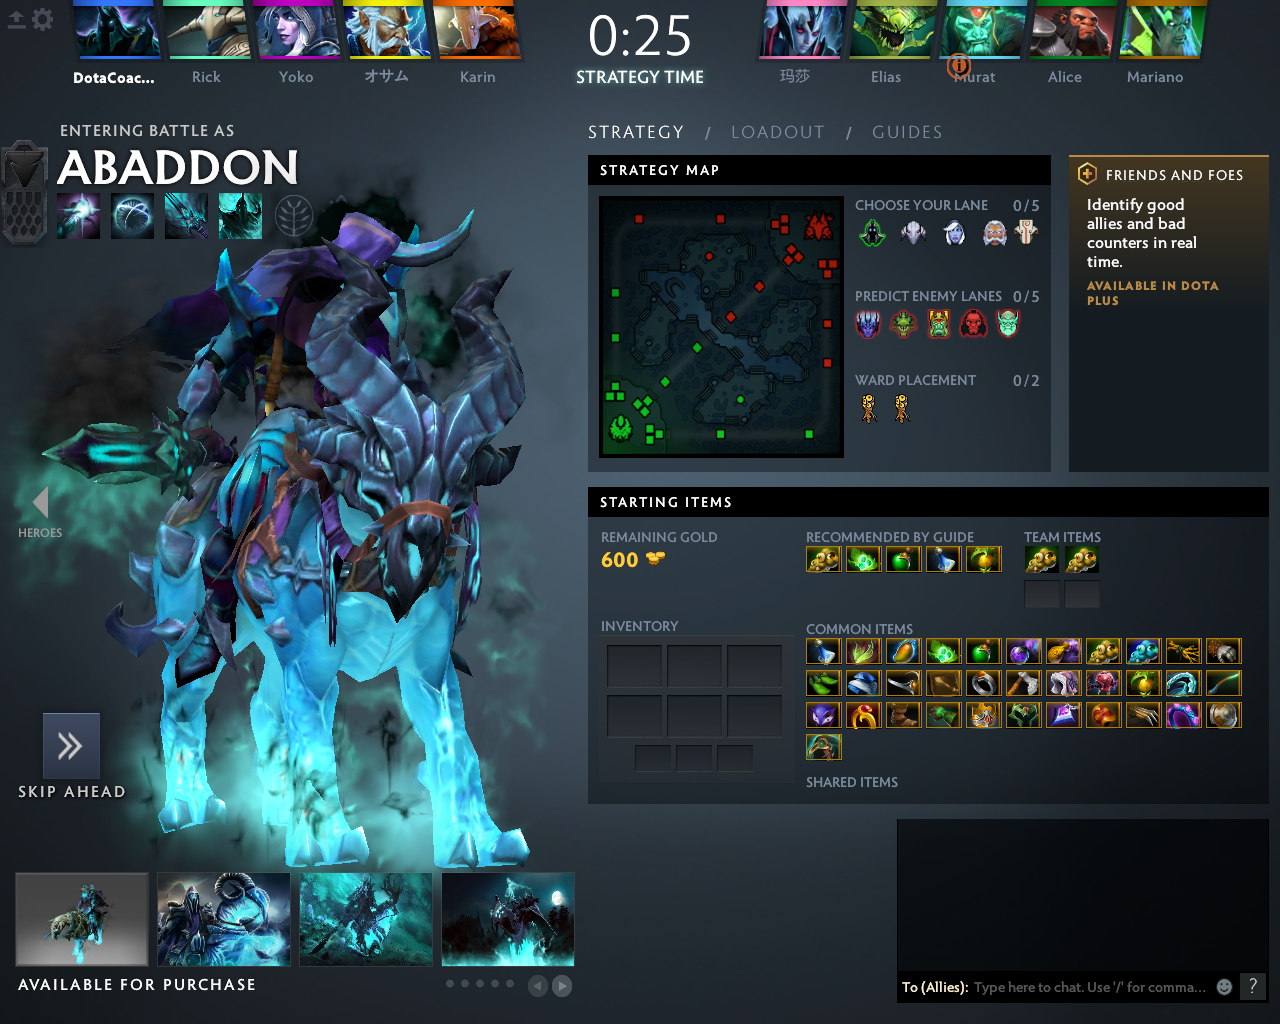 0:25
STRATEGY TIME
DotaCoac...
Rick
Yoko
オサム
Karin
玛莎
Elias
Murat
Alice
Mariano
ENTERING BATTLE AS
ABADDON
STRATEGY / LOADOUT / GUIDES
STRATEGY MAP
CHOOSE YOUR LANE 0/5
PREDICT ENEMY LANES 0/5
WARD PLACEMENT 0/2
FRIENDS AND FOES
Identify good
allies and bad
counters in real
time.
AVAILABLE IN DOTA
PLUS
HEROES
STARTING ITEMS
REMAINING GOLD
600
RECOMMENDED BY GUIDE
TEAM ITEMS
INVENTORY
COMMON ITEMS
SHARED ITEMS
SKIP AHEAD
AVAILABLE FOR PURCHASE
To (Allies): Type here to chat. Use '/' for comma...
?